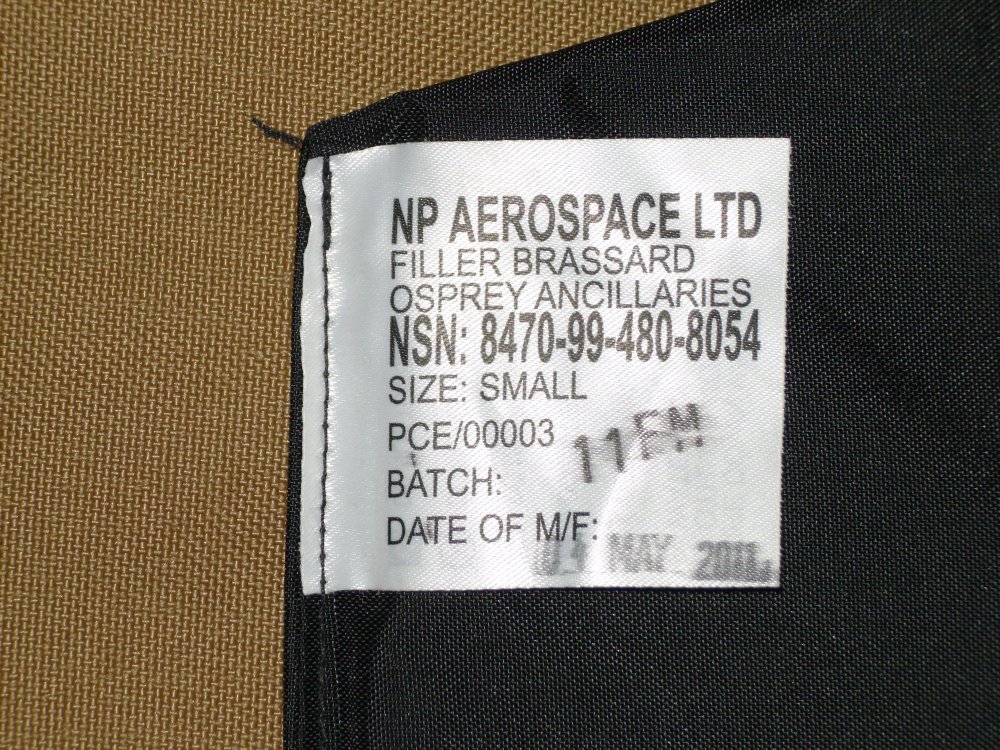 NP AEROSPACE LTD
FILLER BRASSARD
OSPREY ANCILLARIES
NSN: 8470-99-480-8054
SIZE: SMALL
PCE/00003
BATCH:
DATE OF M/F:
MAY